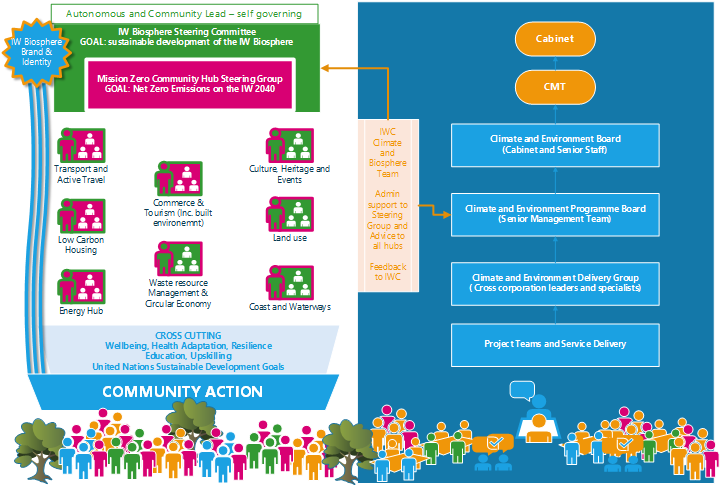 Autonomous and Community Lead – self governing
IW Biosphere
Brand &
Identity
IW Biosphere Steering Committee
GOAL: sustainable development of the IW Biosphere
Mission Zero Community Hub Steering Group
GOAL: Net Zero Emissions on the IW 2040
Transport and
Active Travel
Commerce &
Tourism (inc. built
environemnt)
Culture, Heritage and
Events
Low Carbon
Housing
Land use
Waste resource
Management &
Circular Economy
Energy Hub
Coast and Waterways
CROSS CUTTING
Wellbeing, Health Adaptation, Resilience
Education, Upskilling
United Nations Sustainable Development Goals
COMMUNITY ACTION
IWC
Climate
and
Biosphere
Team
Admin
support to
Steering
Group and
Advice to
all hubs
Feedback
to IWC
Cabinet
CMT
Climate and Environment Board
(Cabinet and Senior Staff)
Climate and Environment Programme Board
(Senior Management Team)
Climate and Environment Delivery Group
( Cross corporation leaders and specialists)
Project Teams and Service Delivery